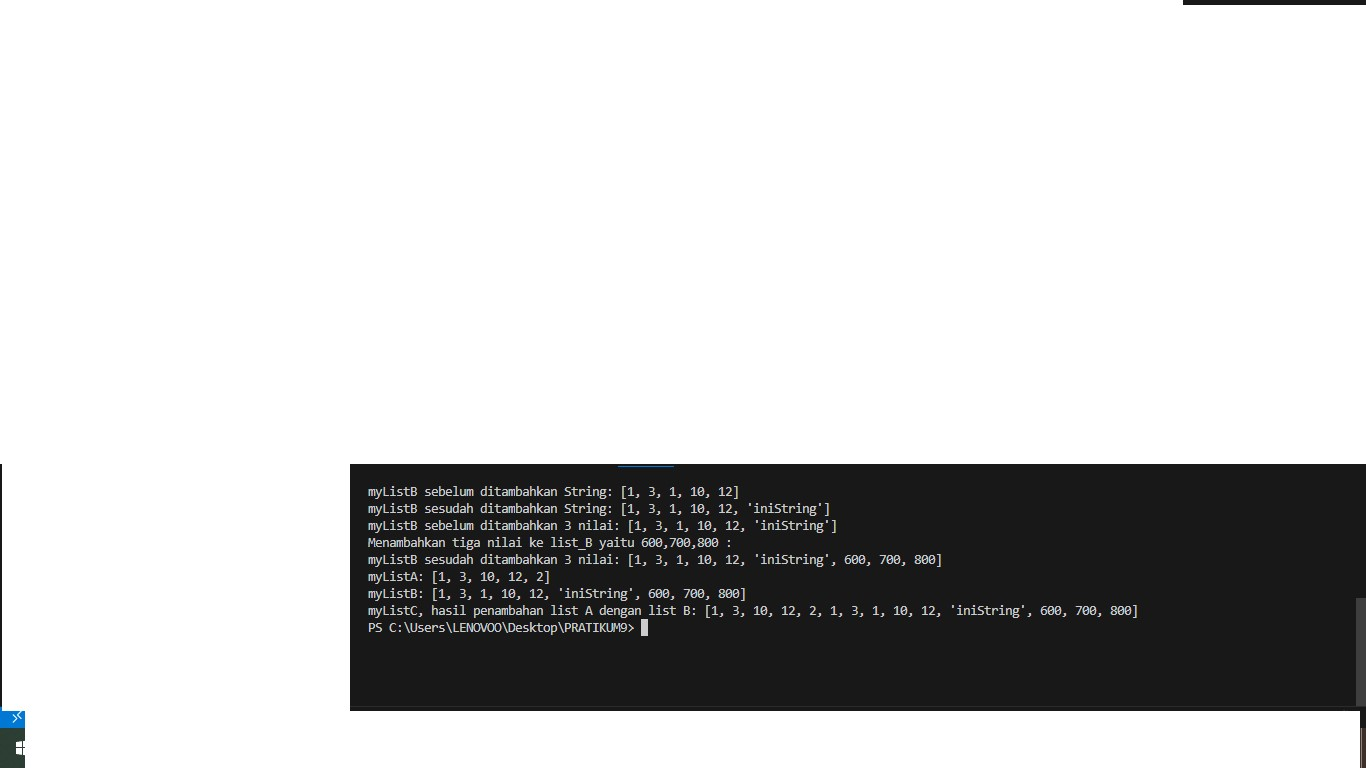 myListB sebelum ditambahkan String: [1, 3, 1, 10, 12]
myListB sesudah ditambahkan String: [1, 3, 1, 10, 12, 'iniString']
myListB sebelum ditambahkan 3 nilai: [1, 3, 1, 10, 12, 'iniString']
Menambahkan tiga nilai ke list_B yaitu 600,700,800 :
myListB sesudah ditambahkan 3 nilai: [1, 3, 1, 10, 12, 'iniString', 600, 700, 800]
myListA: [1, 3, 10, 12, 2]
myListB: [1, 3, 1, 10, 12, 'iniString', 600, 700, 800]
myListC, hasil penambahan list A dengan list B: [1, 3, 10, 12, 2, 1, 3, 1, 10, 12, 'iniString', 600, 700, 800]
PS C:\Users\LENOVOO\Desktop\PRATIKUM9>